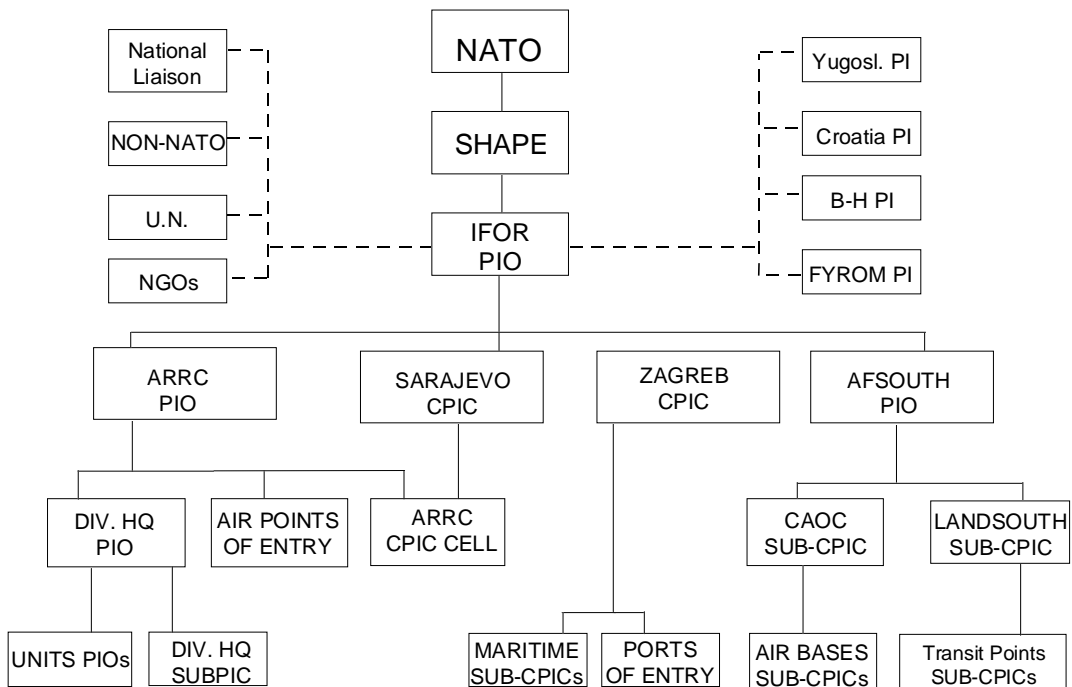 NATO
National
Liaison
Yugosl. PI
SHAPE
NON-NATO
Croatia PI
U.N.
B-H PI
IFOR
PIO
NGOs
FYROM PI
ARRC
PIO
SARAJEVO
CPIC
ZAGREB
CPIC
AFSOUTH
PIO
DIV. HQ
PIO
AIR POINTS
OF ENTRY
ARRC
CPIC CELL
CAOC
SUB-CPIC
LANDSOUTH
SUB-CPIC
UNITS PIOs
DIV. HQ
SUBPIC
MARITIME
SUB-CPICs
PORTS
OF ENTRY
AIR BASES
SUB-CPICs
Transit Points
SUB-CPICs